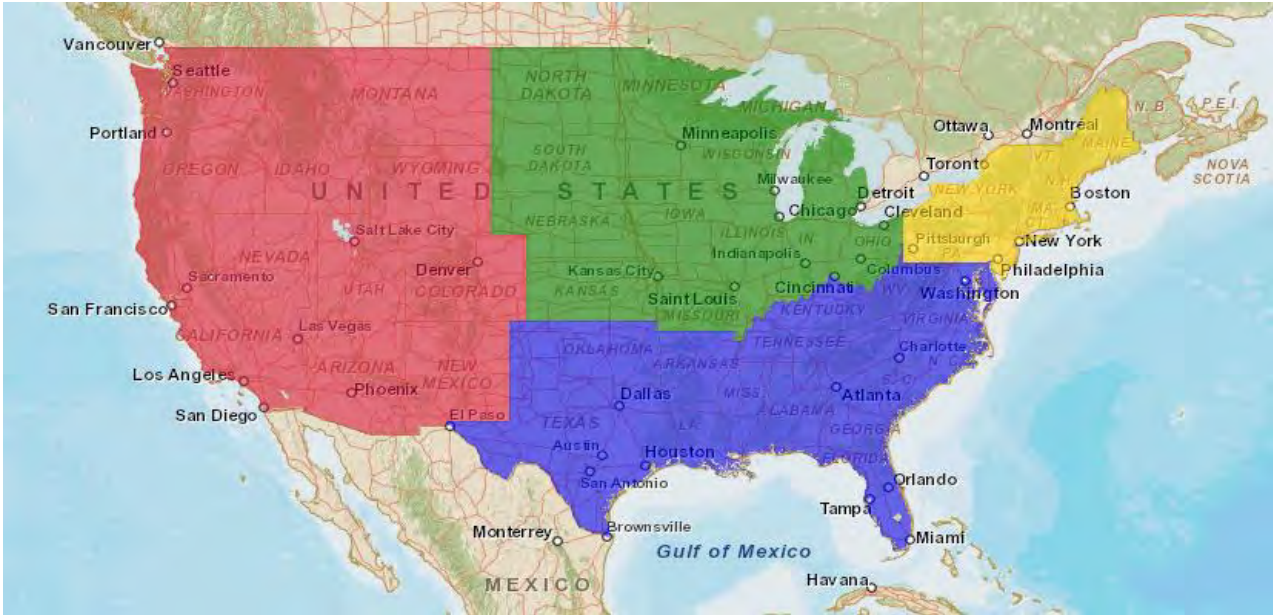 Vancouver
Seattle
WASHINGTON
MONTANA
NORTH
DAKOTA
MINNESOTA
MICHIGAN
N. B.
P.E.I.
Portland
Minneapolis
Ottawa
Montréal
MAINE
OREGON
IDAHO
WYOMING
SOUTH
DAKOTA
WISCONSIN
Toronto
VT.
NOVA
SCOTIA
UNITED STATES
Milwaukee
Detroit
NEW YORK
N.H.
Boston
NEBRASKA
IOWA
Chicago
Cleveland
MA
CT
Salt Lake City
NEVADA
ILLINOIS
IN
OHIO
Pittsburgh
PA
New York
Sacramento
Denver
UTAH
COLORADO
Kansas City
KANSAS
Indianapolis
Columbus
Philadelphia
San Francisco
Saint Louis
MISSOURI
Cincinnati
WV
Washington
CALIFORNIA
Las Vegas
KENTUCKY
VIRGINIA
ARIZONA
NEW
MEXICO
OKLAHOMA
ARKANSAS
TENNESSEE
Charlotte
N. C.
Los Angeles
Phoenix
Dallas
MISS.
Atlanta
S. C.
San Diego
El Paso
TEXAS
LA.
ALABAMA
GEORGIA
Austin
Houston
FLORIDA
San Antonio
Orlando
Tampa
Monterrey
Brownsville
Gulf of Mexico
Miami
MEXICO
Havana